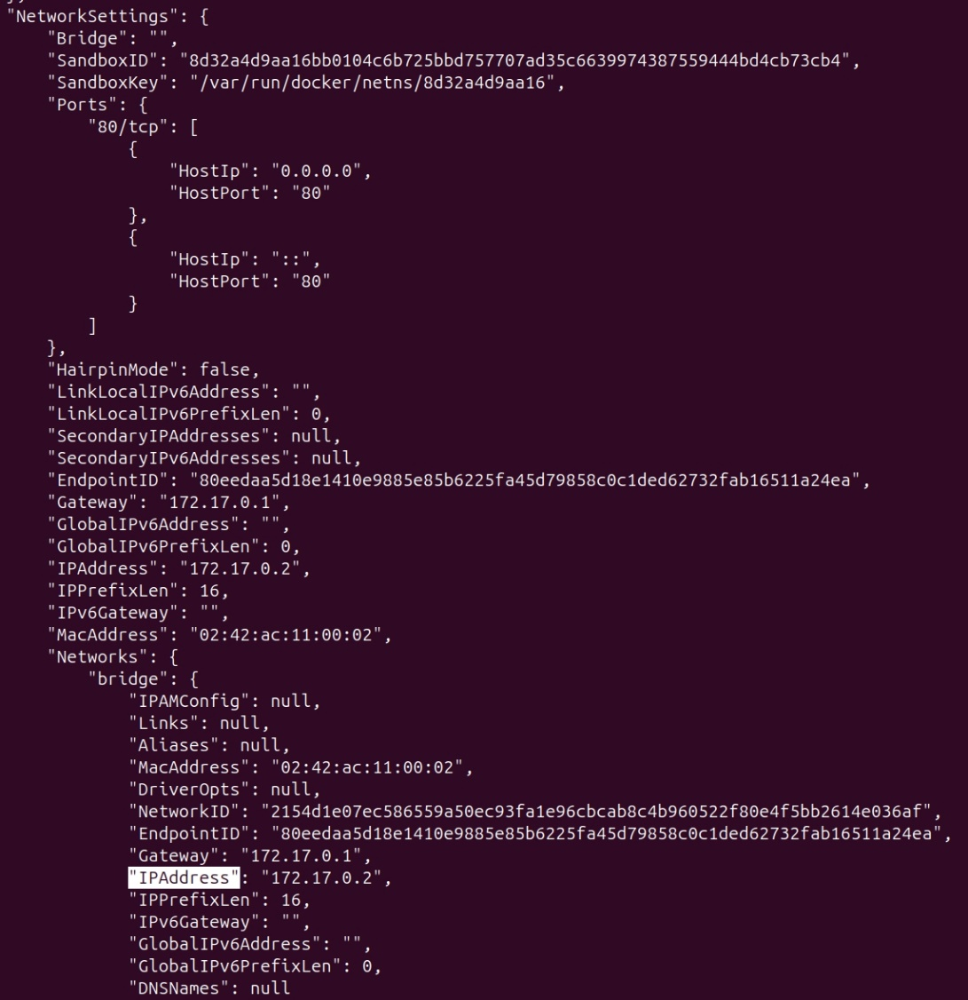 "NetworkSettings": {
"Bridge": "",
"SandboxID": "8d32a4d9aa16bb0104c6b725bbd757707ad35c6639974387559444bd4cb73cb4",
"SandboxKey": "/var/run/docker/netns/8d32a4d9aa16",
"Ports": {
"80/tcp": [
{
"HostIp": "0.0.0.0",
"HostPort": "80"
},
{
"HostIp": "::",
"HostPort": "80"
}
]
},
"HairpinMode": false,
"LinkLocalIPv6Address": "",
"LinkLocalIPv6PrefixLen": 0,
"SecondaryIPAddresses": null,
"SecondaryIPv6Addresses": null,
"EndpointID": "80eedaa5d18e1410e9885e85b6225fa45d79858c0c1ded62732fab16511a24ea",
"Gateway": "172.17.0.1",
"GlobalIPv6Address": "",
"GlobalIPv6PrefixLen": 0,
"IPAddress": "172.17.0.2",
"IPPrefixLen": 16,
"IPv6Gateway": "",
"MacAddress": "02:42:ac:11:00:02",
"Networks": {
"bridge": {
"IPAMConfig": null,
"Links": null,
"Aliases": null,
"MacAddress": "02:42:ac:11:00:02",
"DriverOpts": null,
"NetworkID": "2154d1e07ec586559a50ec93fa1e96cbcab8c4b960522f80e4f5bb2614e036af",
"EndpointID": "80eedaa5d18e1410e9885e85b6225fa45d79858c0c1ded62732fab16511a24ea",
"Gateway": "172.17.0.1",
"IPAddress": "172.17.0.2",
"IPPrefixLen": 16,
"IPv6Gateway": "",
"GlobalIPv6Address": "",
"GlobalIPv6PrefixLen": 0,
"DNSNames": null